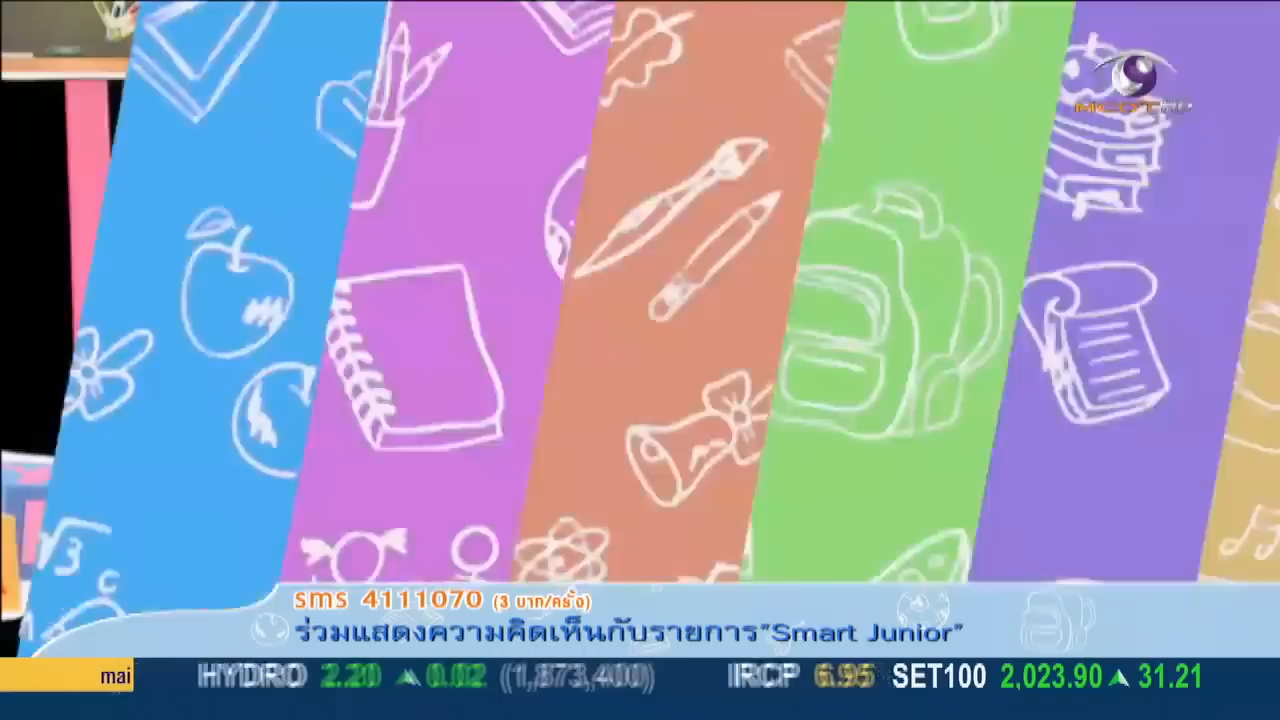 sms 4111070 (3 บาท/ครั้ง)
ร่วมแสดงความคิดเห็นกับรายการ"Smart Junior"
mai HYDRO 2.20 ▲ 0.02 ((1,873,400)) IRCP 6.95 SET100 2,023.90 ▲ 31.21
√3
c